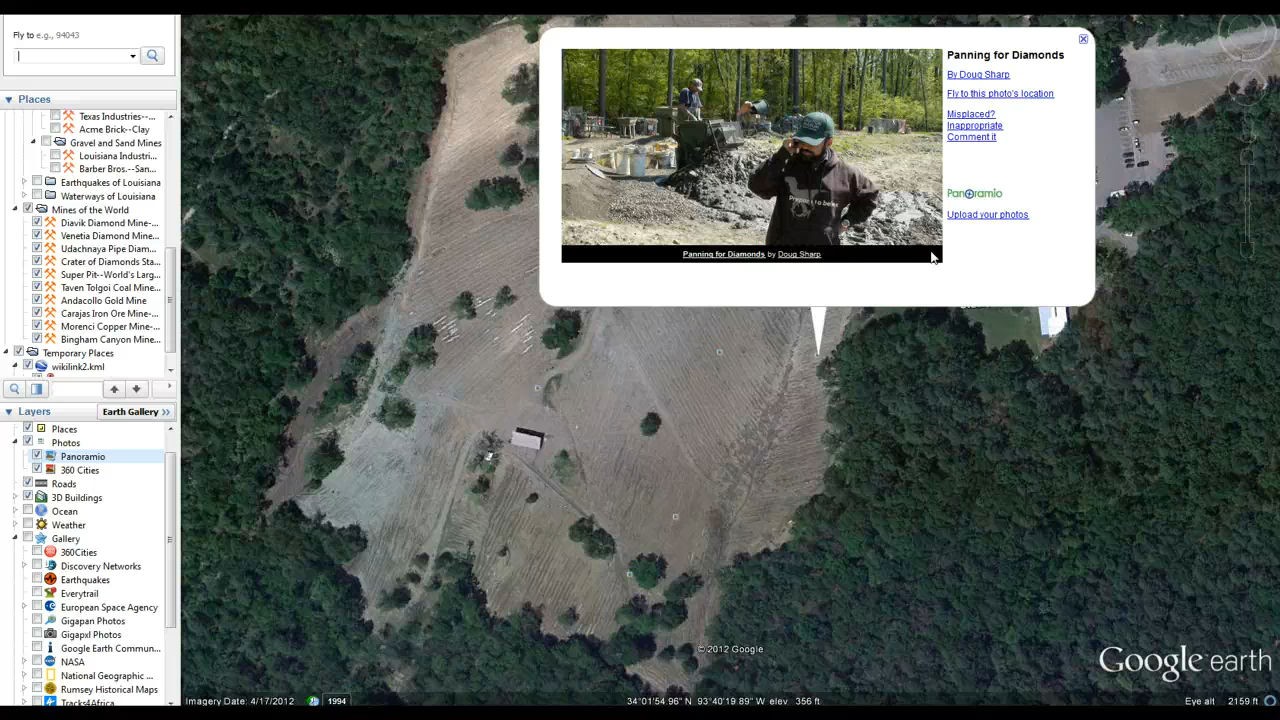 Fly to e.g., 94043
Places
Texas Industries--...
Acme Brick--Clay
Gravel and Sand Mines
Louisiana Industri...
Barber Bros.--San...
Earthquakes of Louisiana
Waterways of Louisiana
Mines of the World
Diavik Diamond Mine-...
Venetia Diamond Mine...
Udachnaya Pipe Diam...
Crater of Diamonds Sta...
Super Pit--World's Larg...
Taven Tolgoi Coal Mine...
Andacollo Gold Mine
Carajas Iron Ore Mine-...
Morenci Copper Mine-...
Bingham Canyon Mine...
Temporary Places
wikilink2.kml
Layers
Earth Gallery »
Places
Photos
Panoramio
360 Cities
Roads
3D Buildings
Ocean
Weather
Gallery
360Cities
Discovery Networks
Earthquakes
Everytrail
European Space Agency
Gigapan Photos
Gigapxl Photos
Google Earth Commun...
NASA
National Geographic ...
Rumsey Historical Maps
Tracks4Africa
Panning for Diamonds
By Doug Sharp
Fly to this photo's location
Misplaced?
Inappropriate
Comment it
Panoramio
Upload your photos
Panning for Diamonds by Doug Sharp
© 2012 Google
Google earth
Imagery Date: 4/17/2012
1994
34°01'54.96" N 93°40'19.89" W elev 356 ft
Eye alt 2159 ft